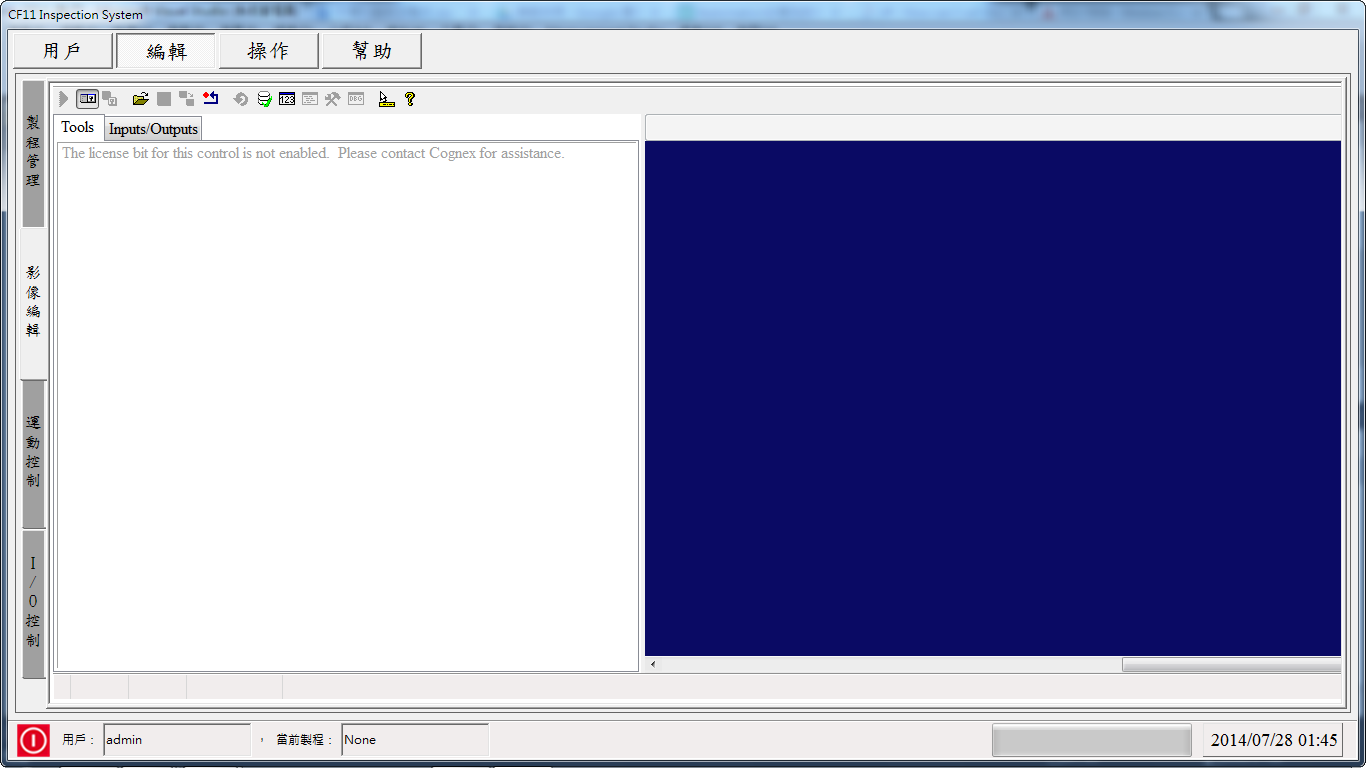 CF11 Inspection System
用戶
編輯
操作
幫助
製程管理
影像編輯
運動控制
I/O控制
123
DBG
Tools
Inputs/Outputs
The license bit for this control is not enabled.  Please contact Cognex for assistance.
用戶：
admin
，
當前製程：
None
2014/07/28 01:45